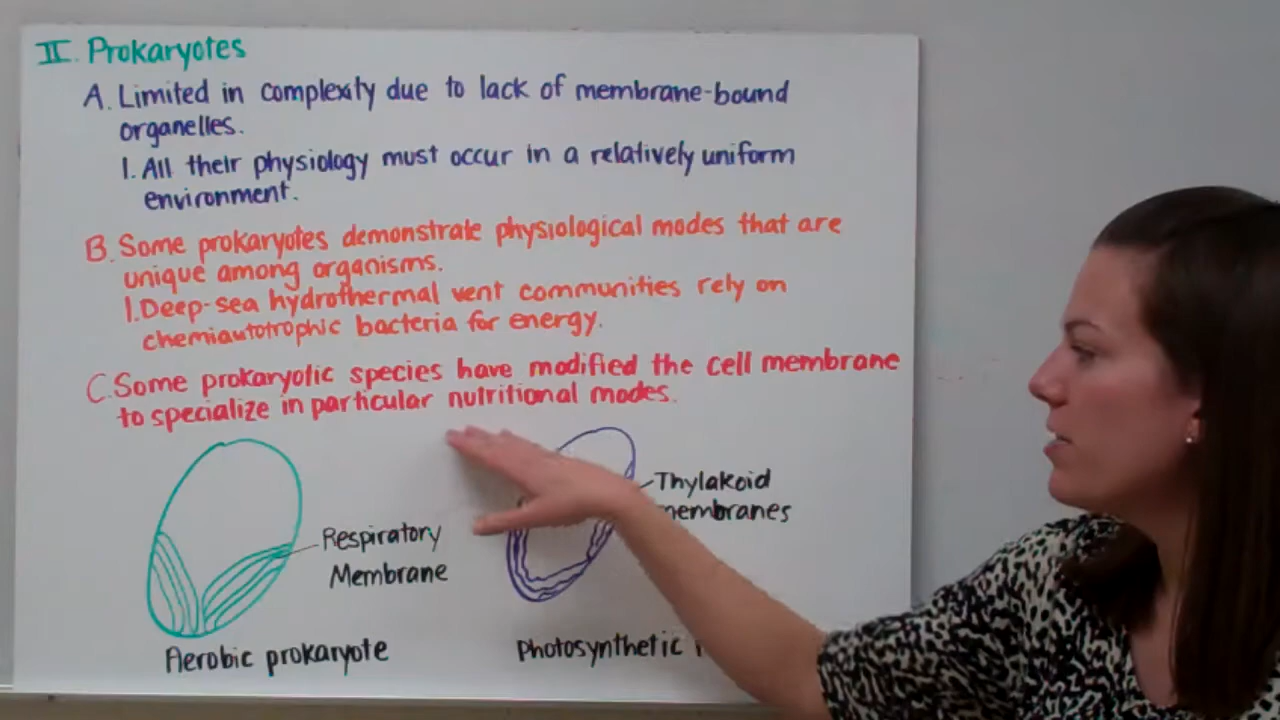 II. Prokaryotes
A. Limited in complexity due to lack of membrane-bound
organelles.
1. All their physiology must occur in a relatively uniform
environment.
B. Some prokaryotes demonstrate physiological modes that are
unique among organisms.
1. Deep-sea hydrothermal vent communities rely on
chemiautotrophic bacteria for energy.
C. Some prokaryotic species have modified the cell membrane
to specialize in particular nutritional modes.
Thylakoid
membranes
Respiratory
Membrane
Aerobic prokaryote
Photosynthetic